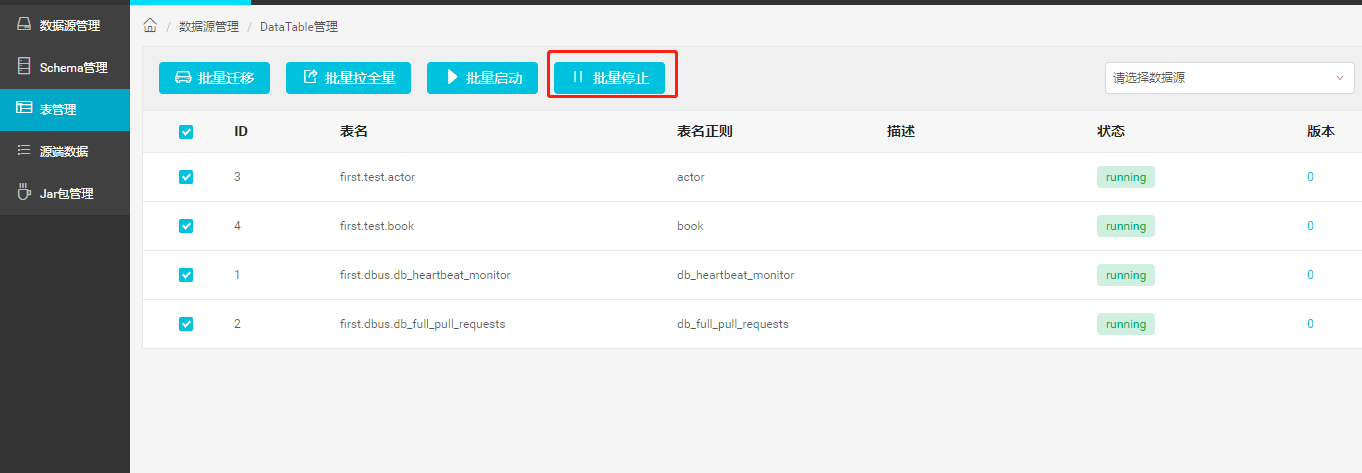 数据源管理
Schema管理
表管理
源端数据
Jar包管理
/ 数据源管理 / DataTable管理
批量迁移 批量拉全量 批量启动 批量停止 请选择数据源
ID 表名 表名正则 描述 状态 版本
3 first.test.actor actor running 0
4 first.test.book book running 0
1 first.dbus.db_heartbeat_monitor db_heartbeat_monitor running 0
2 first.dbus.db_full_pull_requests db_full_pull_requests running 0